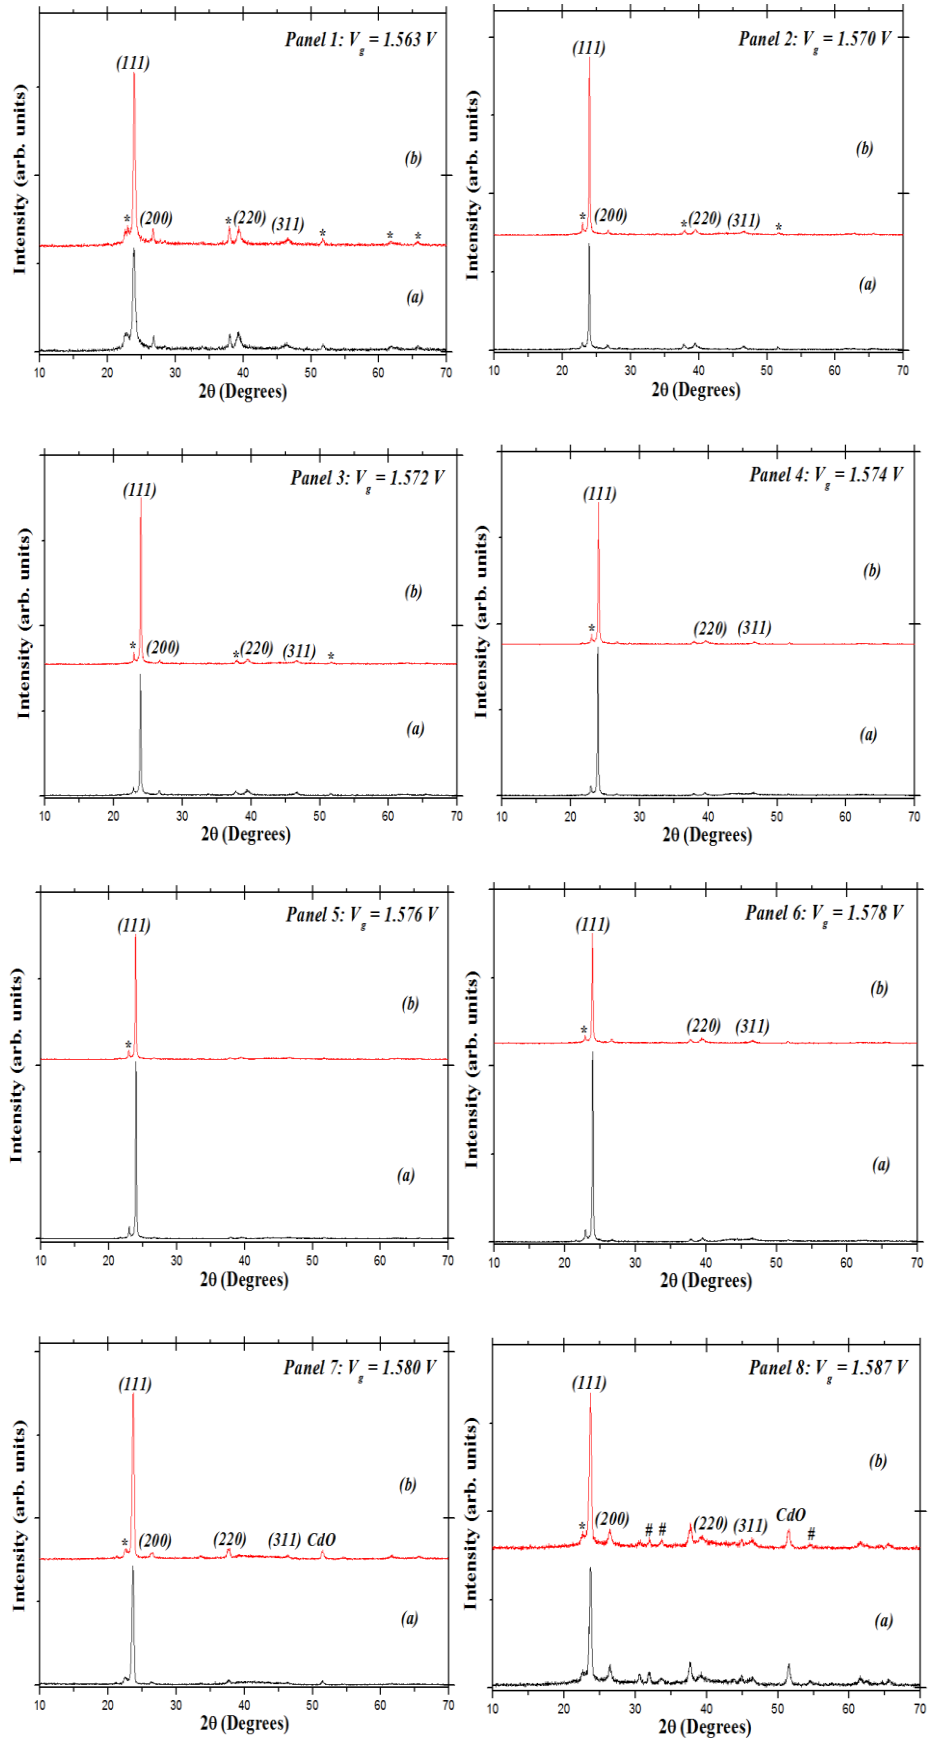 Panel 1: Vg = 1.563 V
(111)
(b)
* (200) * (220) (311) * * *
(a)
Intensity (arb. units)
10 20 30 40 50 60 70
2θ (Degrees)
Panel 2: Vg = 1.570 V
(111)
(b)
* (200) * (220) (311) *
(a)
Intensity (arb. units)
10 20 30 40 50 60 70
2θ (Degrees)
Panel 3: Vg = 1.572 V
(111)
(b)
* (200) * (220) (311) *
(a)
Intensity (arb. units)
10 20 30 40 50 60 70
2θ (Degrees)
Panel 4: Vg = 1.574 V
(111)
(b)
* (220) (311)
(a)
Intensity (arb. units)
10 20 30 40 50 60 70
2θ (Degrees)
Panel 5: Vg = 1.576 V
(111)
(b)
*
(a)
Intensity (arb. units)
10 20 30 40 50 60 70
2θ (Degrees)
Panel 6: Vg = 1.578 V
(111)
(b)
* (220) (311)
(a)
Intensity (arb. units)
10 20 30 40 50 60 70
2θ (Degrees)
Panel 7: Vg = 1.580 V
(111)
(b)
* (200) (220) (311) CdO
(a)
Intensity (arb. units)
10 20 30 40 50 60 70
2θ (Degrees)
Panel 8: Vg = 1.587 V
(111)
(b)
* (200) # # (220) (311) CdO #
(a)
Intensity (arb. units)
10 20 30 40 50 60 70
2θ (Degrees)